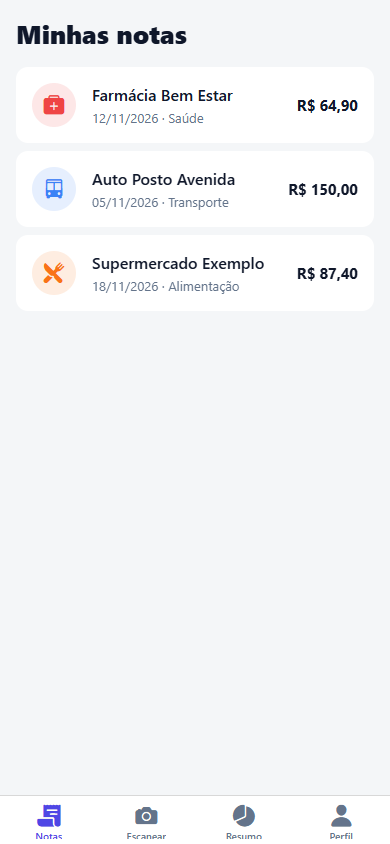 Minhas notas
Farmácia Bem Estar
12/11/2026 · Saúde
R$ 64,90
Auto Posto Avenida
05/11/2026 · Transporte
R$ 150,00
Supermercado Exemplo
18/11/2026 · Alimentação
R$ 87,40
Notas
Escanear
Resumo
Perfil